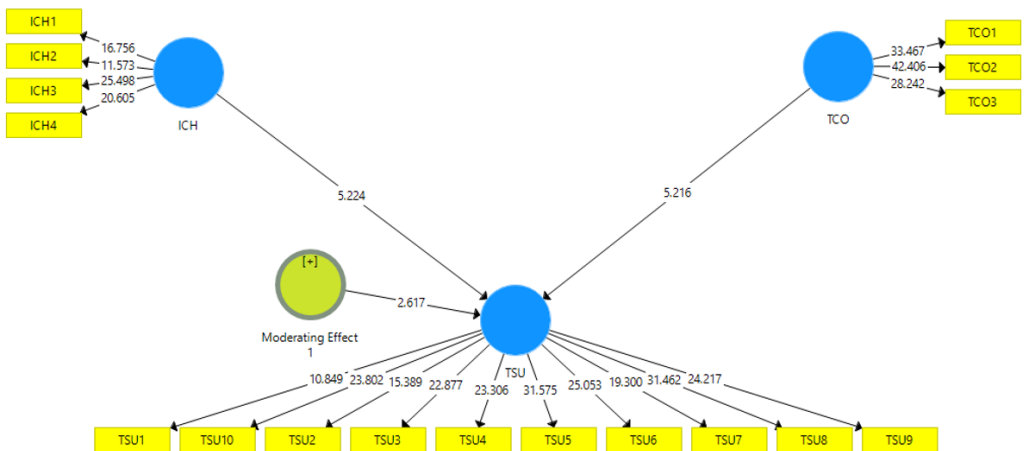 ICH1
16.756
TCO1
33.467
ICH2
11.573
42.406
TCO2
25.498
ICH3
28.242
20.605
TCO3
ICH4
ICH
TCO
5.224
5.216
[+]
2.617
Moderating Effect
1
TSU
10.849
23.802
15.389
22.877
23.306
31.575
25.053
19.300
31.462
24.217
TSU1
TSU10
TSU2
TSU3
TSU4
TSU5
TSU6
TSU7
TSU8
TSU9